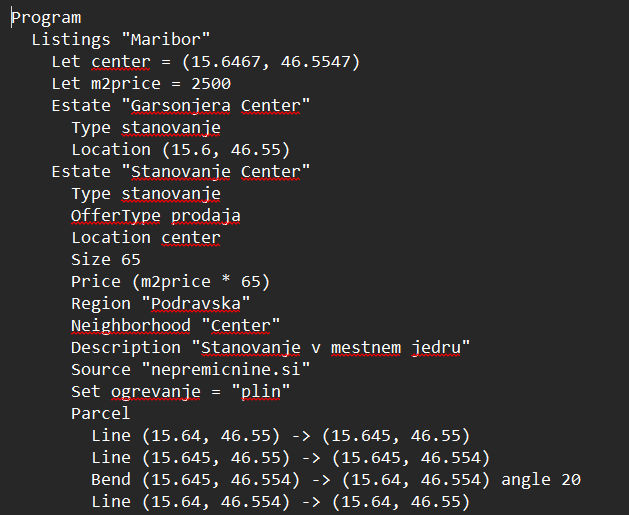 Program
  Listings "Maribor"
    Let center = (15.6467, 46.5547)
    Let m2price = 2500
    Estate "Garsonjera Center"
      Type stanovanje
      Location (15.6, 46.55)
    Estate "Stanovanje Center"
      Type stanovanje
      OfferType prodaja
      Location center
      Size 65
      Price (m2price * 65)
      Region "Podravska"
      Neighborhood "Center"
      Description "Stanovanje v mestnem jedru"
      Source "nepremicnine.si"
      Set ogrevanje = "plin"
      Parcel
        Line (15.64, 46.55) -> (15.645, 46.55)
        Line (15.645, 46.55) -> (15.645, 46.554)
        Bend (15.645, 46.554) -> (15.64, 46.554) angle 20
        Line (15.64, 46.554) -> (15.64, 46.55)